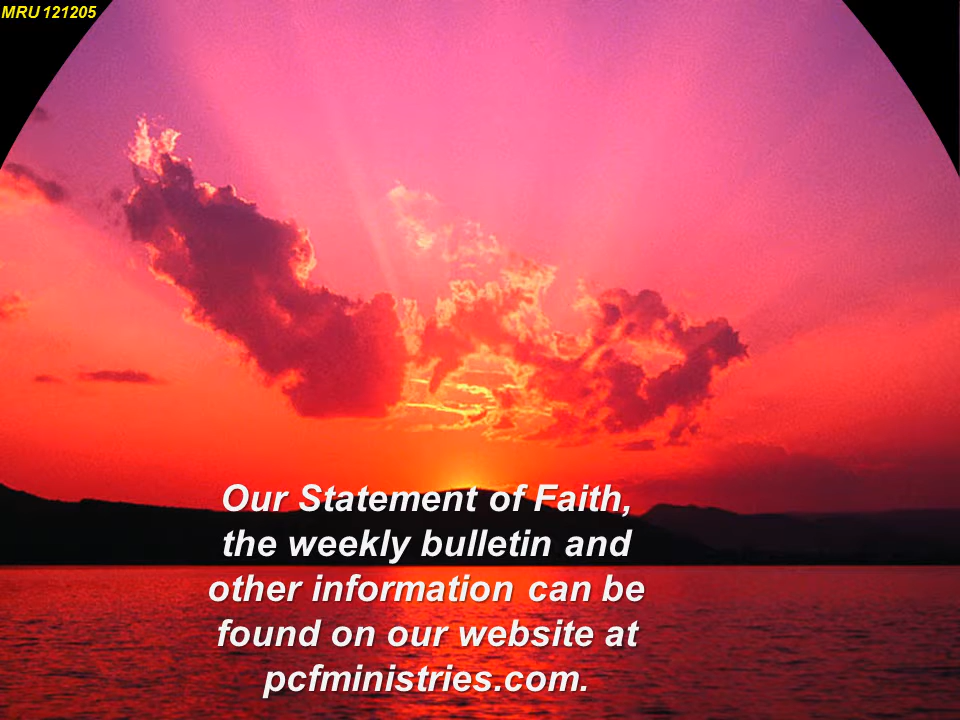 MRU 121205
Our Statement of Faith,
the weekly bulletin and
other information can be
found on our website at
pcfministries.com.